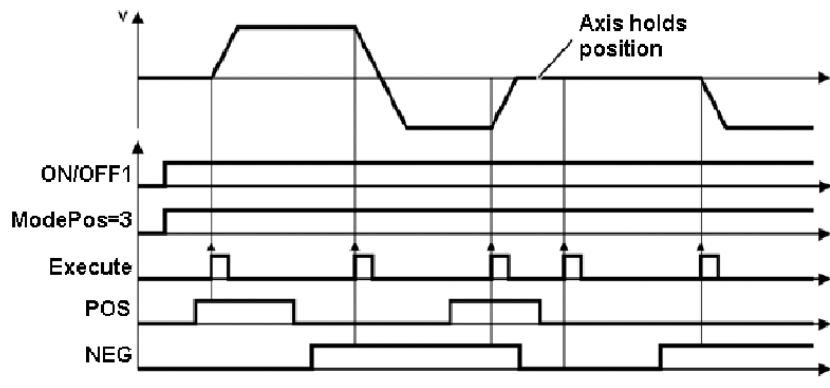 v
Axis holds
position
ON/OFF1
ModePos=3
Execute
POS
NEG